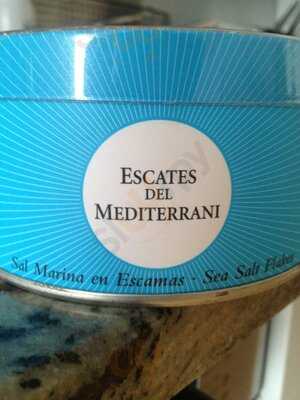 ESCATES
DEL
MEDITERRANI
Sal Marina en Escamas - Sea Salt Flakes